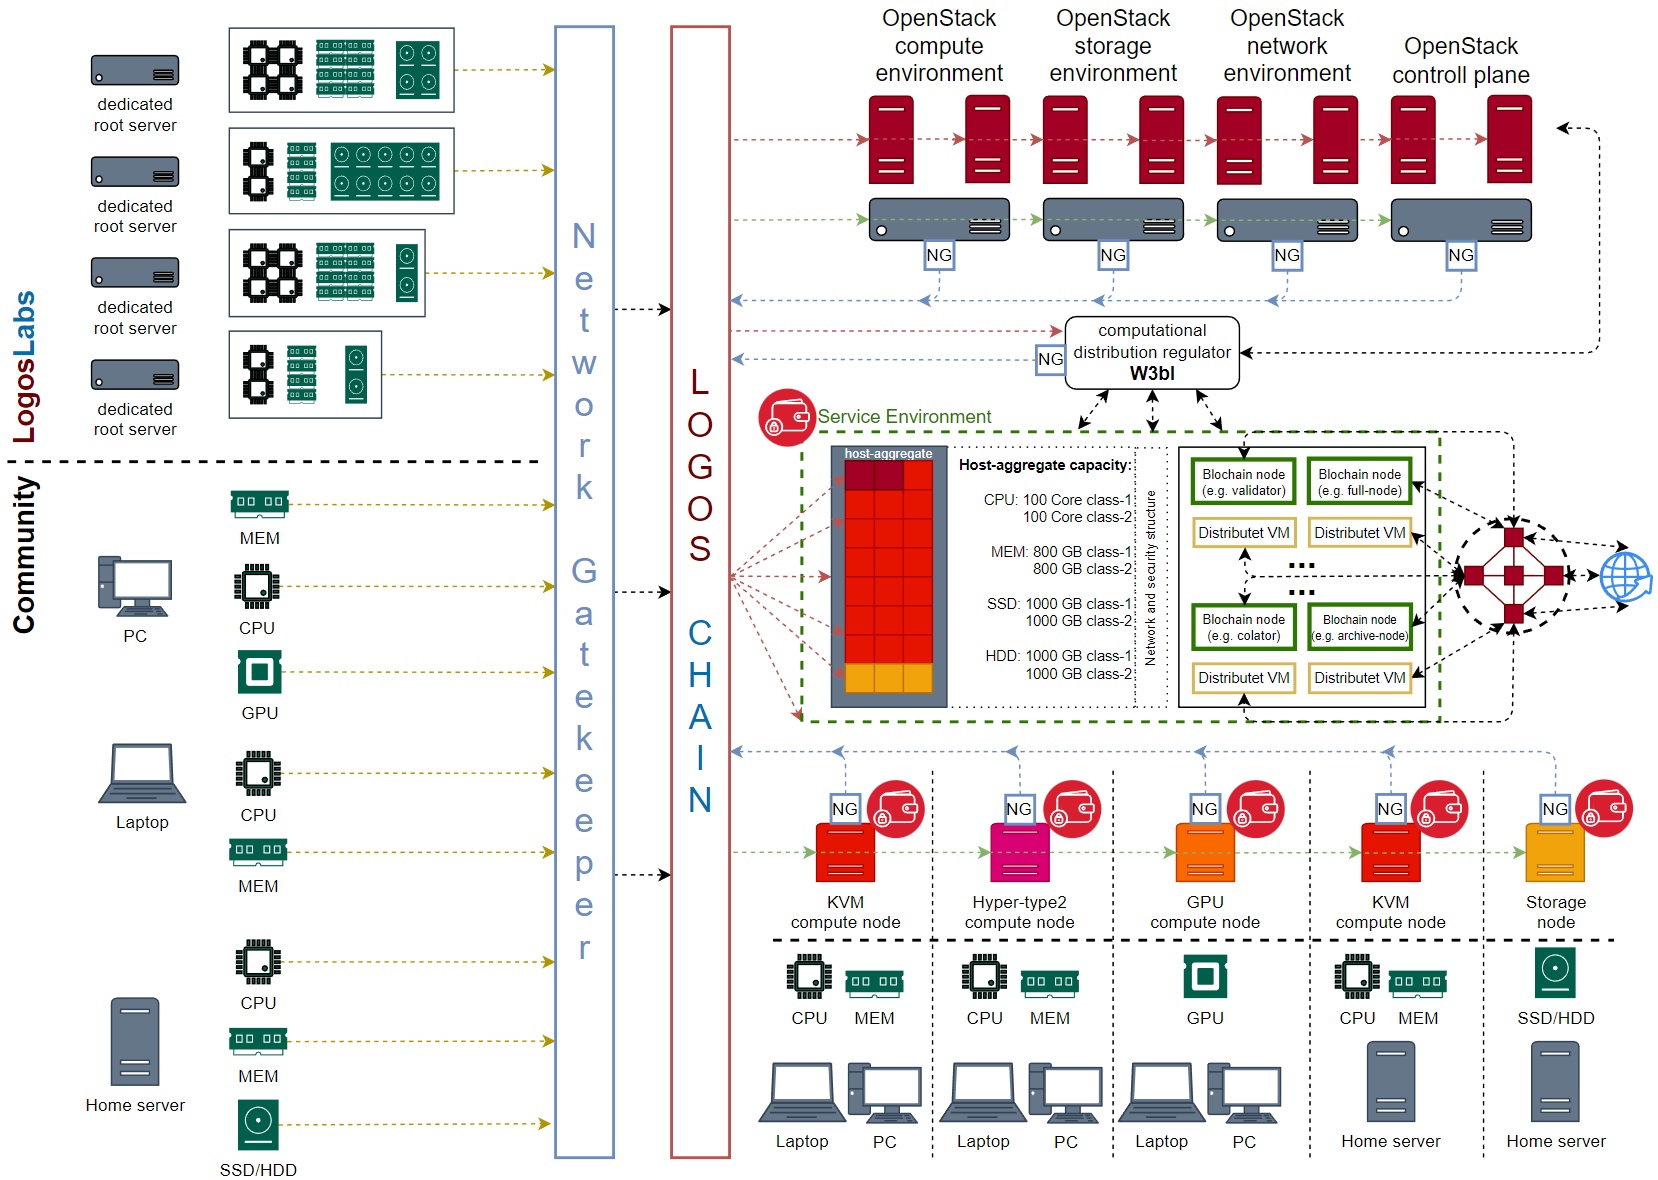 OpenStack
compute
environment
OpenStack
storage
environment
OpenStack
network
environment
OpenStack
controll plane
dedicated
root server
dedicated
root server
dedicated
root server
dedicated
root server
LogosLabs
Community
Network Gatekeeper
LOGOS CHAIN
NG
NG
NG
NG
computational
distribution regulator
W3bI
NG
Service Environment
host-aggregate
Host-aggregate capacity:
CPU: 100 Core class-1
100 Core class-2
MEM: 800 GB class-1
800 GB class-2
SSD: 1000 GB class-1
1000 GB class-2
HDD: 1000 GB class-1
1000 GB class-2
Network and security structure
Blochain node
(e.g. validator)
Blochain node
(e.g. full-node)
Distributet VM
Distributet VM
...
...
Blochain node
(e.g. colator)
Blochain node
(e.g. archive-node)
Distributet VM
Distributet VM
MEM
CPU
PC
GPU
CPU
Laptop
MEM
CPU
MEM
Home server
SSD/HDD
NG
NG
NG
NG
NG
KVM
compute node
Hyper-type2
compute node
GPU
compute node
KVM
compute node
Storage
node
CPU
MEM
CPU
MEM
GPU
CPU
MEM
SSD/HDD
Laptop
PC
Laptop
PC
Laptop
PC
Home server
Home server